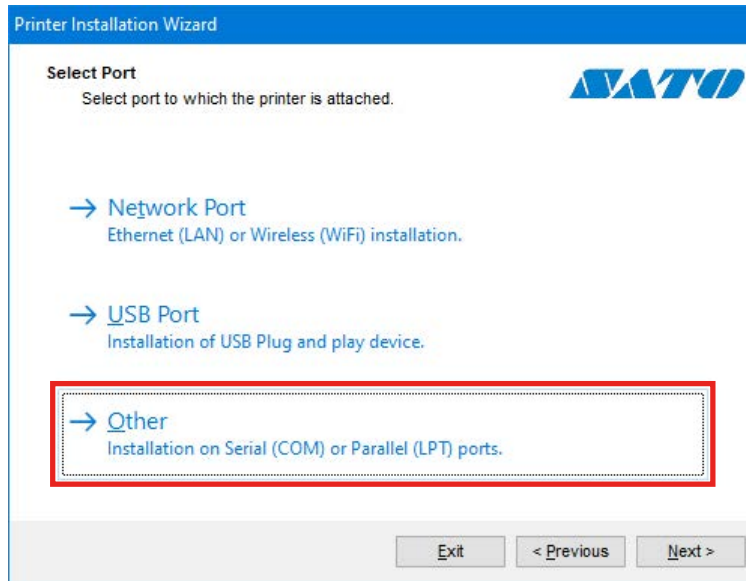 Printer Installation Wizard
Select Port
Select port to which the printer is attached.
SATO
→ Network Port
Ethernet (LAN) or Wireless (WiFi) installation.
→ USB Port
Installation of USB Plug and play device.
→ Other
Installation on Serial (COM) or Parallel (LPT) ports.
Exit < Previous Next >